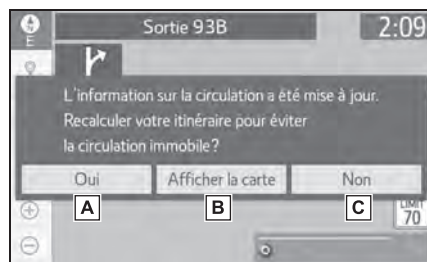 Sortie 93B
2:09
E
L'information sur la circulation a été mise à jour.
Recalculer votre itinéraire pour éviter
la circulation immobile?
Oui
Afficher la carte
Non
A
B
C
LIMIT
70